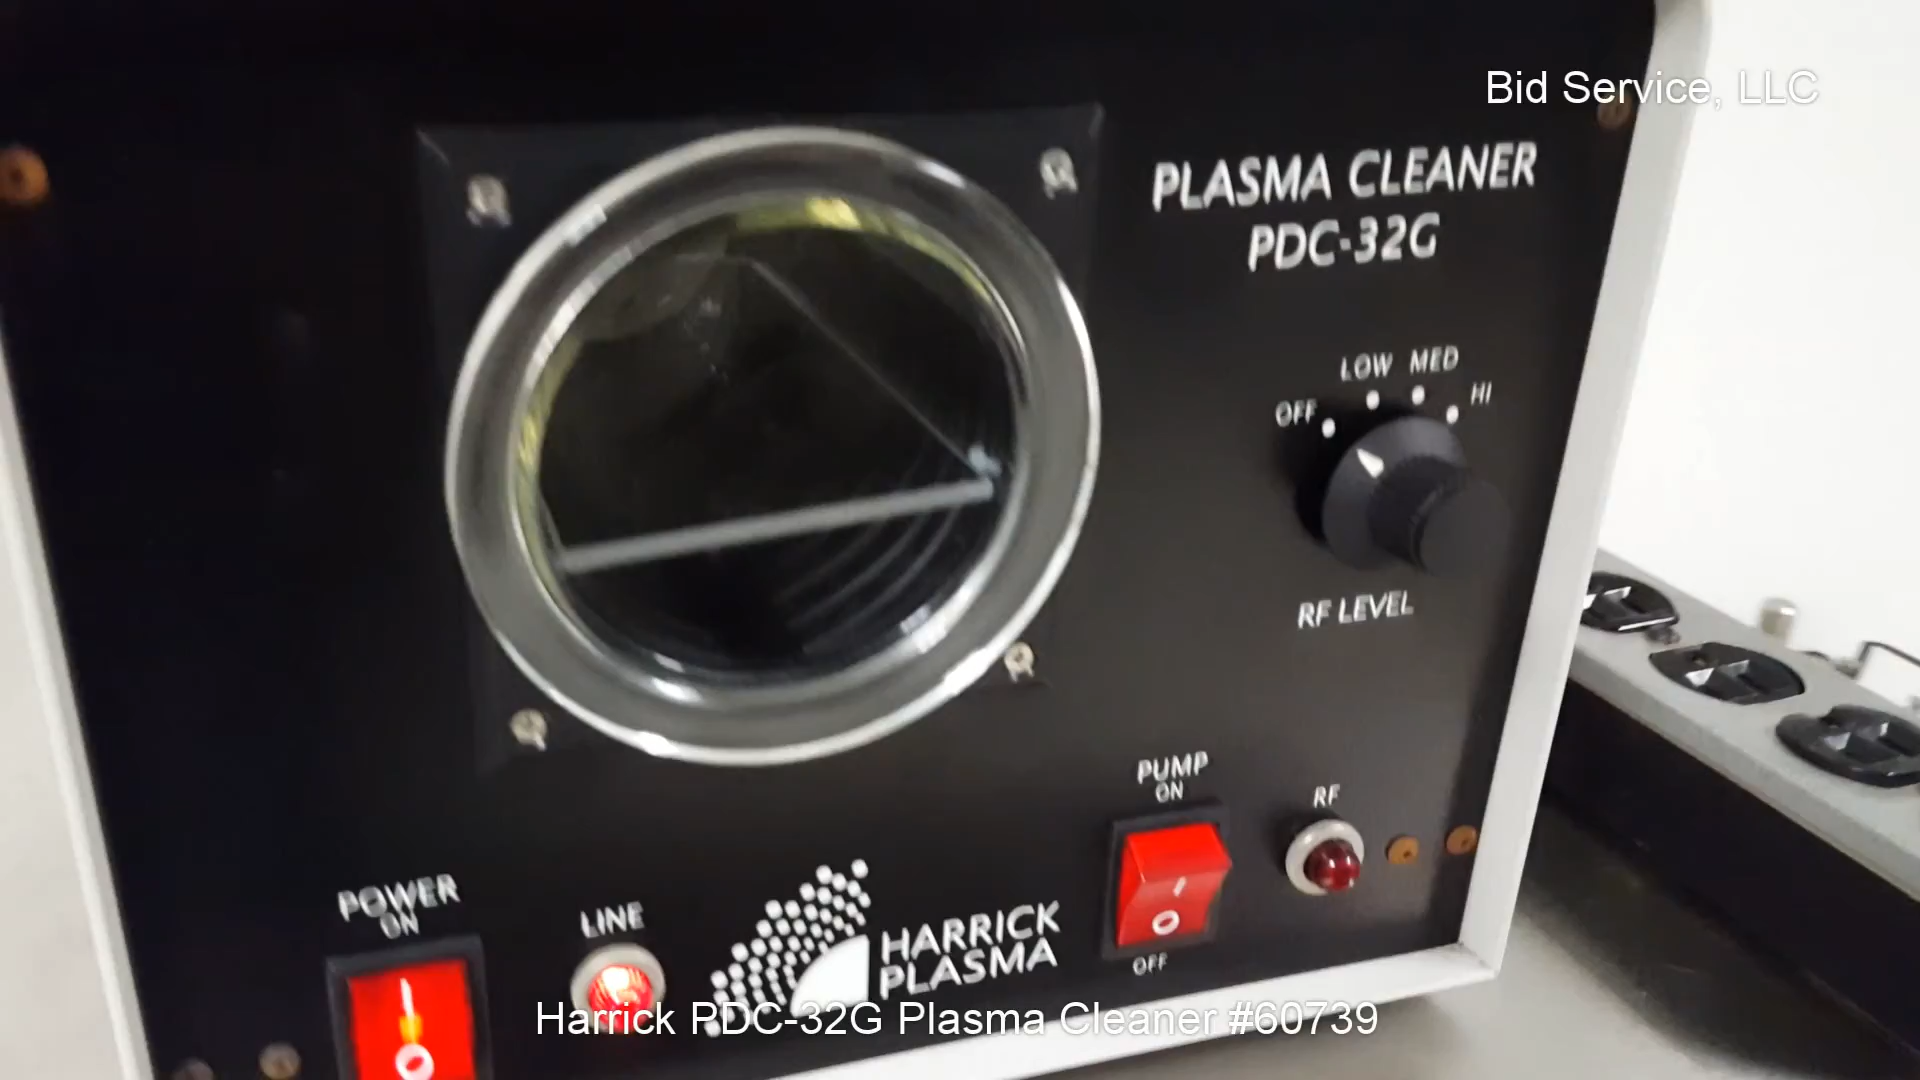 Bid Service, LLC
PLASMA CLEANER
PDC-32G
LOW MED
OFF HI
RF LEVEL
PUMP
ON
RF
I
O
OFF
POWER
ON
LINE
HARRICK
PLASMA
I
O
Harrick PDC-32G Plasma Cleaner #60739